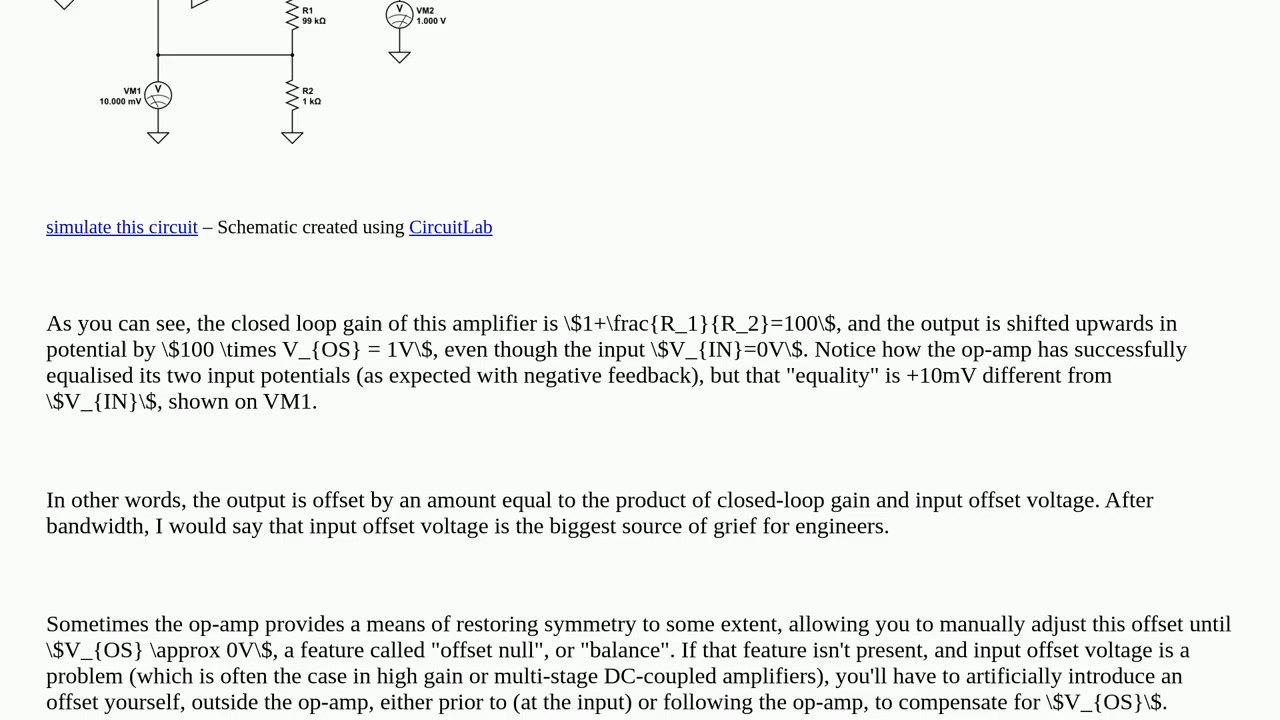 R1
99 kΩ
VM2
1.000 V
V
VM1
10.000 mV
V
R2
1 kΩ
simulate this circuit – Schematic created using CircuitLab
As you can see, the closed loop gain of this amplifier is \$1+\frac{R_1}{R_2}=100\$, and the output is shifted upwards in
potential by \$100 \times V_{OS} = 1V\$, even though the input \$V_{IN}=0V\$. Notice how the op-amp has successfully
equalised its two input potentials (as expected with negative feedback), but that "equality" is +10mV different from
\$V_{IN}\$, shown on VM1.
In other words, the output is offset by an amount equal to the product of closed-loop gain and input offset voltage. After
bandwidth, I would say that input offset voltage is the biggest source of grief for engineers.
Sometimes the op-amp provides a means of restoring symmetry to some extent, allowing you to manually adjust this offset until
\$V_{OS} \approx 0V\$, a feature called "offset null", or "balance". If that feature isn't present, and input offset voltage is a
problem (which is often the case in high gain or multi-stage DC-coupled amplifiers), you'll have to artificially introduce an
offset yourself, outside the op-amp, either prior to (at the input) or following the op-amp, to compensate for \$V_{OS}\$.